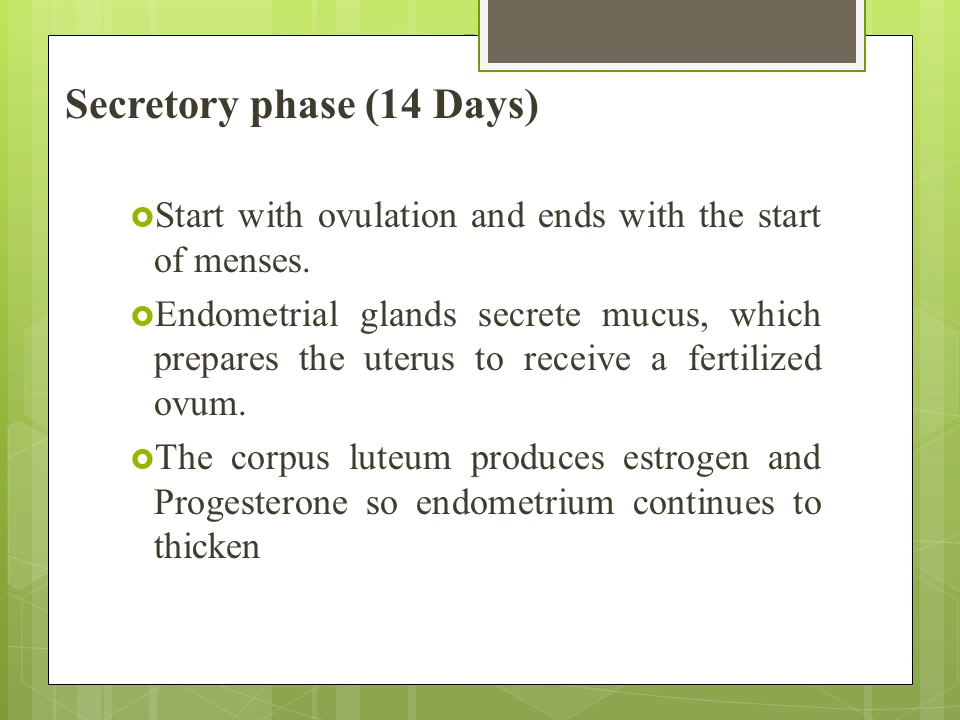 Secretory phase (14 Days)
Start with ovulation and ends with the start
of menses.
Endometrial glands secrete mucus, which
prepares the uterus to receive a fertilized
ovum.
The corpus luteum produces estrogen and
Progesterone so endometrium continues to
thicken